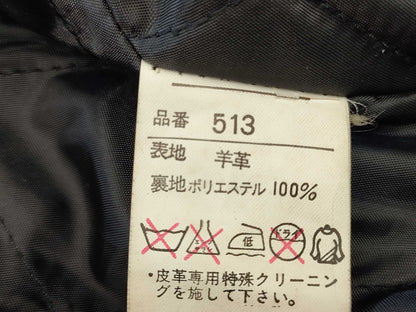 品番 513
表地 羊革
裏地ポリエステル 100%
低 ドライ
・皮革専用特殊クリーニン
グを施して下さい。